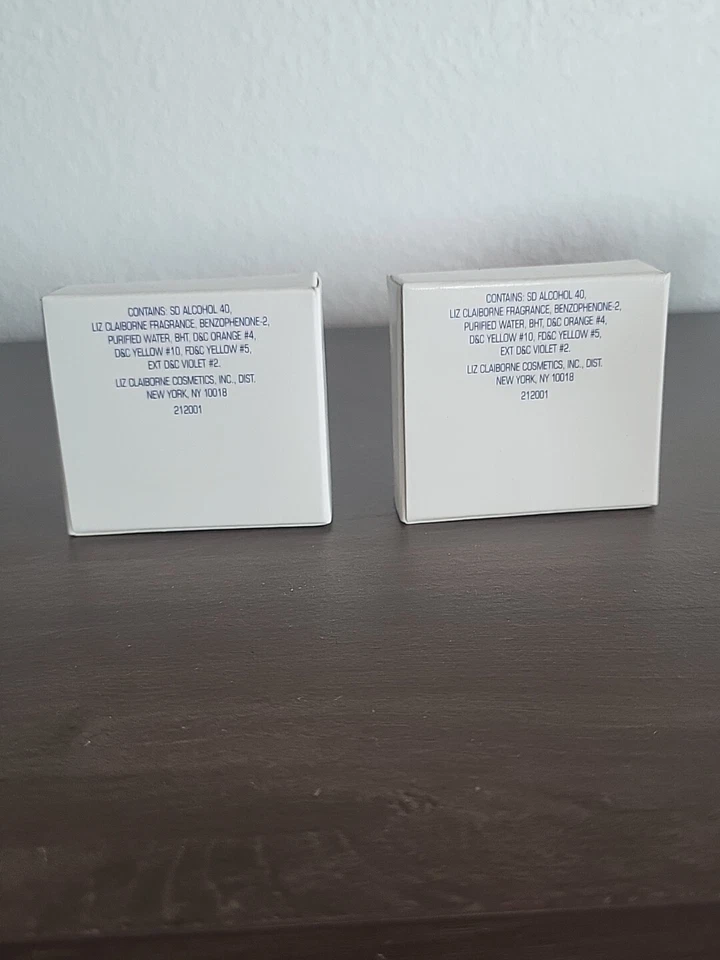 CONTAINS: SD ALCOHOL 40,
LIZ CLAIBORNE FRAGRANCE, BENZOPHENONE-2,
PURIFIED WATER, BHT, D&C ORANGE #4,
D&C YELLOW #10, FD&C YELLOW #5,
EXT D&C VIOLET #2.
LIZ CLAIBORNE COSMETICS, INC., DIST.
NEW YORK, NY 10018
212001
CONTAINS: SD ALCOHOL 40,
LIZ CLAIBORNE FRAGRANCE, BENZOPHENONE-2,
PURIFIED WATER, BHT, D&C ORANGE #4,
D&C YELLOW #10, FD&C YELLOW #5,
EXT D&C VIOLET #2.
LIZ CLAIBORNE COSMETICS, INC., DIST.
NEW YORK, NY 10018
212001